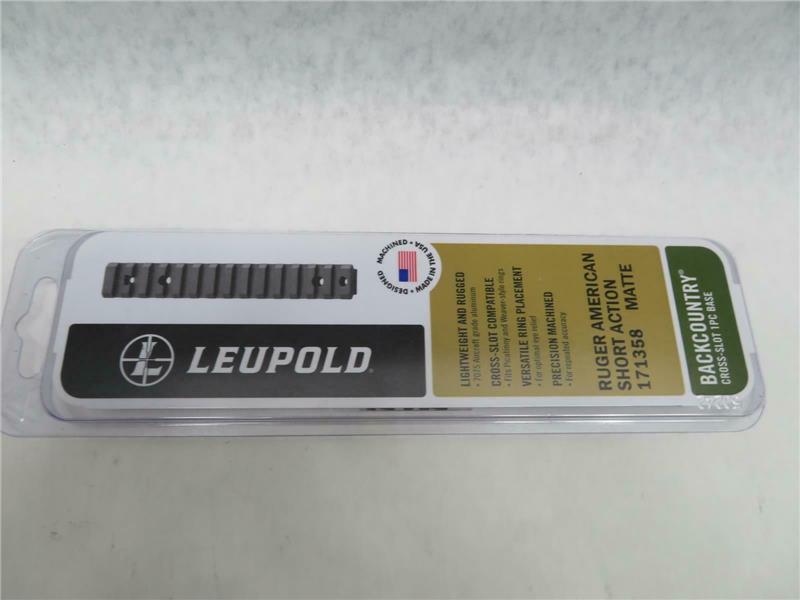 DESIGNED • MACHINED • MADE IN THE USA
LEUPOLD®
LIGHTWEIGHT AND RUGGED
• 7075 Aircraft grade aluminum
CROSS-SLOT COMPATIBLE
• Fits Picatinny and Weaver-style rings
VERSATILE RING PLACEMENT
• For optimal eye relief
PRECISION MACHINED
• For repeated accuracy
RUGER AMERICAN
SHORT ACTION
171358 MATTE
BACKCOUNTRY®
CROSS-SLOT 1PC BASE